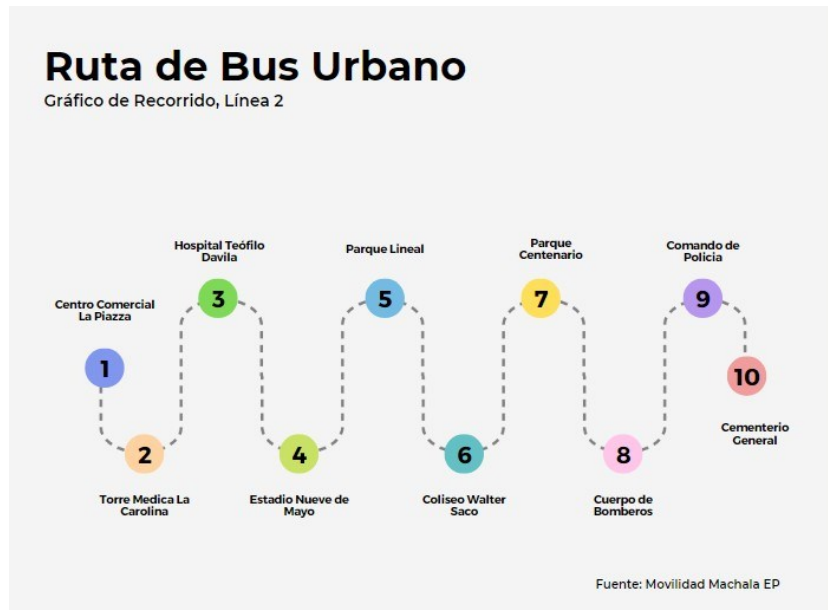 Ruta de Bus Urbano
Gráfico de Recorrido, Línea 2
Centro Comercial
La Piazza
1
2
Torre Medica La
Carolina
Hospital Teófilo
Davila
3
4
Estadio Nueve de
Mayo
Parque Lineal
5
6
Coliseo Walter
Saco
Parque
Centenario
7
8
Cuerpo de
Bomberos
Comando de
Policia
9
10
Cementerio
General
Fuente: Movilidad Machala EP